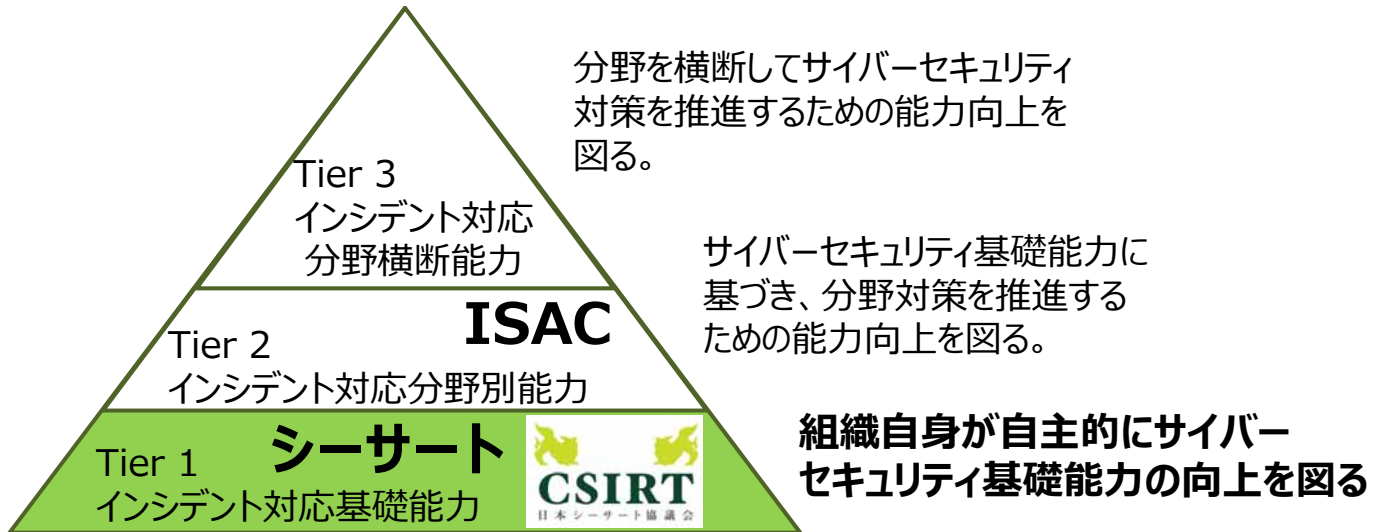 分野を横断してサイバーセキュリティ
対策を推進するための能力向上を
図る。
Tier 3
インシデント対応
分野横断能力
サイバーセキュリティ基礎能力に
基づき、分野対策を推進する
ための能力向上を図る。
ISAC
Tier 2
インシデント対応分野別能力
組織自身が自主的にサイバー
セキュリティ基礎能力の向上を図る
シーサート
Tier 1
インシデント対応基礎能力
CSIRT
日本シーサート協議会